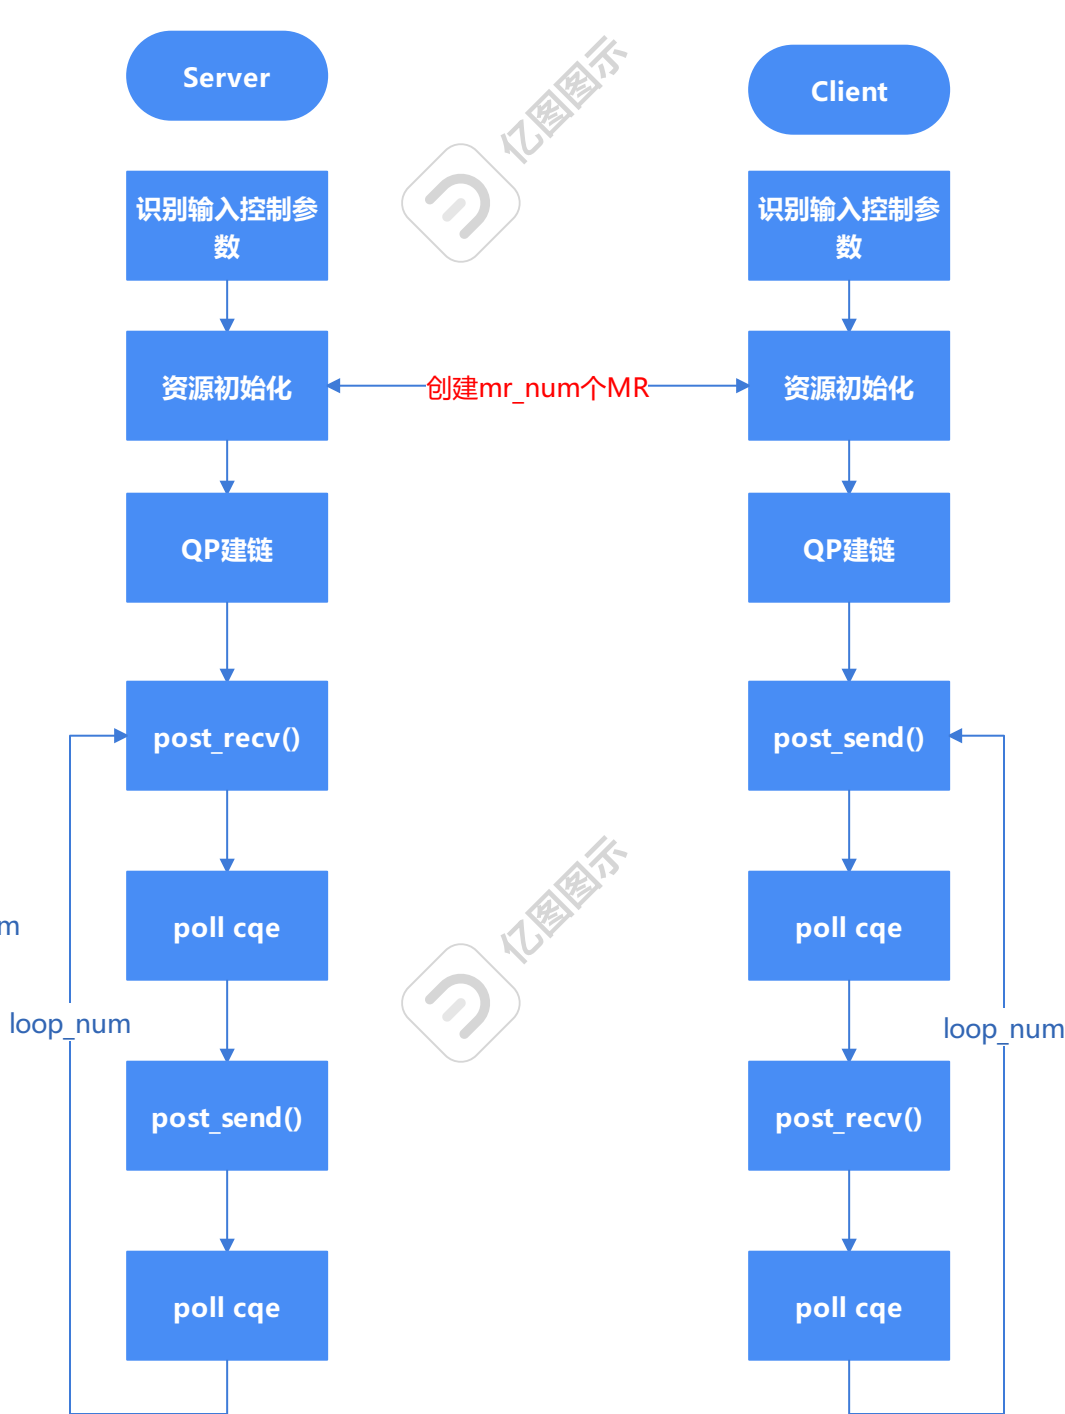 Server
Client
识别输入控制参
数
识别输入控制参
数
资源初始化
创建mr_num个MR
资源初始化
QP建链
QP建链
post_recv()
post_send()
poll cqe
poll cqe
loop_num
loop_num
post_send()
post_recv()
poll cqe
poll cqe
亿图图示
亿图图示